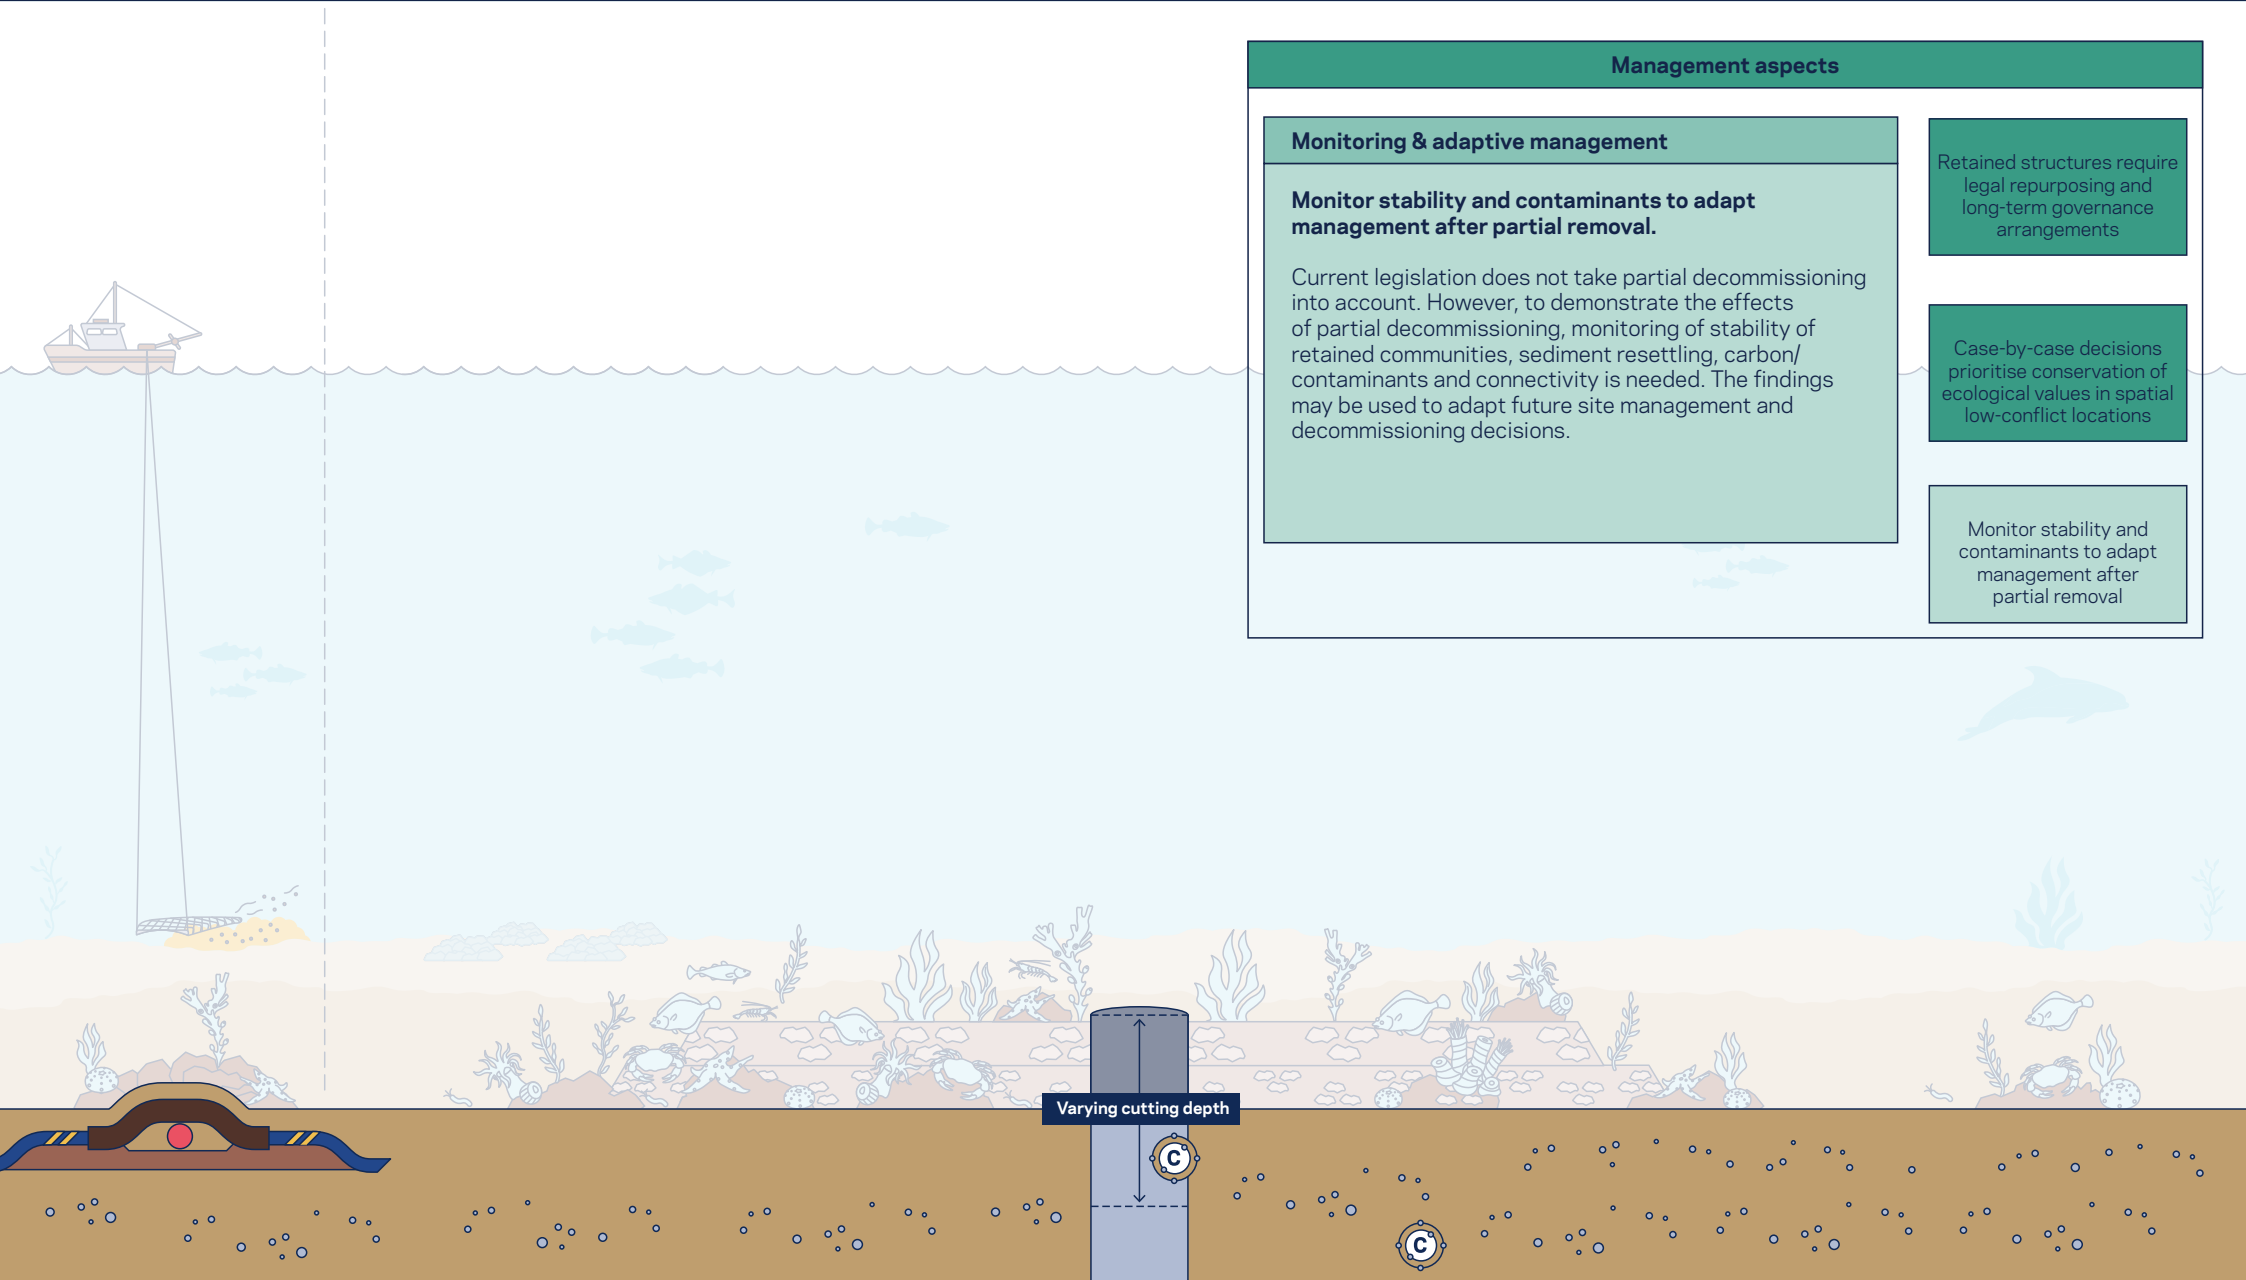 Management aspects
Monitoring & adaptive management
Monitor stability and contaminants to adapt
management after partial removal.
Current legislation does not take partial decommissioning
into account. However, to demonstrate the effects
of partial decommissioning, monitoring of stability of
retained communities, sediment resettling, carbon/
contaminants and connectivity is needed. The findings
may be used to adapt future site management and
decommissioning decisions.
Retained structures require
legal repurposing and
long-term governance
arrangements
Case-by-case decisions
prioritise conservation of
ecological values in spatial
low-conflict locations
Monitor stability and
contaminants to adapt
management after
partial removal
Varying cutting depth
C
C